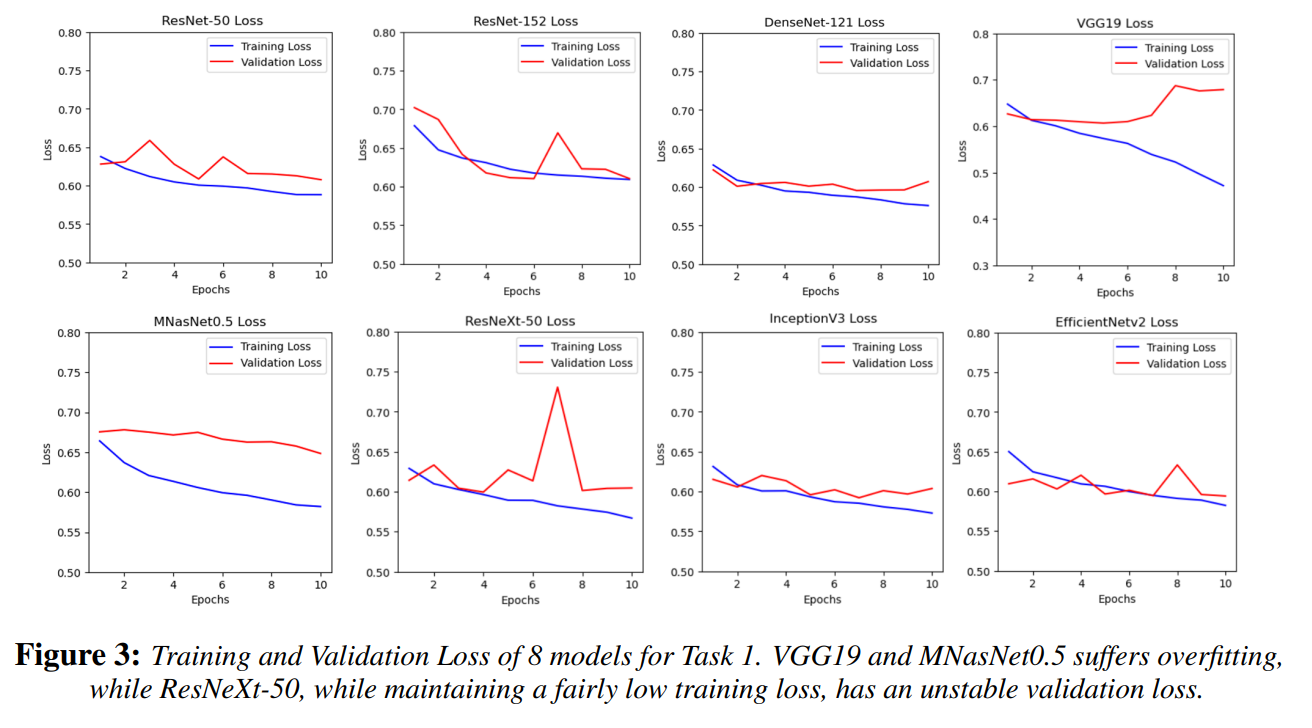 ResNet-50 Loss
0.80
0.75
0.70
0.65
0.60
0.55
0.50
Loss
Training Loss
Validation Loss
2 4 6 8 10
Epochs
ResNet-152 Loss
0.80
0.75
0.70
0.65
0.60
0.55
0.50
Loss
Training Loss
Validation Loss
2 4 6 8 10
Epochs
DenseNet-121 Loss
0.80
0.75
0.70
0.65
0.60
0.55
0.50
Loss
Training Loss
Validation Loss
2 4 6 8 10
Epochs
VGG19 Loss
0.8
0.7
0.6
0.5
0.4
0.3
Loss
Training Loss
Validation Loss
2 4 6 8 10
Epochs
MNasNet0.5 Loss
0.80
0.75
0.70
0.65
0.60
0.55
0.50
Loss
Training Loss
Validation Loss
2 4 6 8 10
Epochs
ResNeXt-50 Loss
0.80
0.75
0.70
0.65
0.60
0.55
0.50
Loss
Training Loss
Validation Loss
2 4 6 8 10
Epochs
InceptionV3 Loss
0.80
0.75
0.70
0.65
0.60
0.55
0.50
Loss
Training Loss
Validation Loss
2 4 6 8 10
Epochs
EfficientNetv2 Loss
0.80
0.75
0.70
0.65
0.60
0.55
0.50
Loss
Training Loss
Validation Loss
2 4 6 8 10
Epochs
Figure 3: Training and Validation Loss of 8 models for Task 1. VGG19 and MNasNet0.5 suffers overfitting,
while ResNeXt-50, while maintaining a fairly low training loss, has an unstable validation loss.